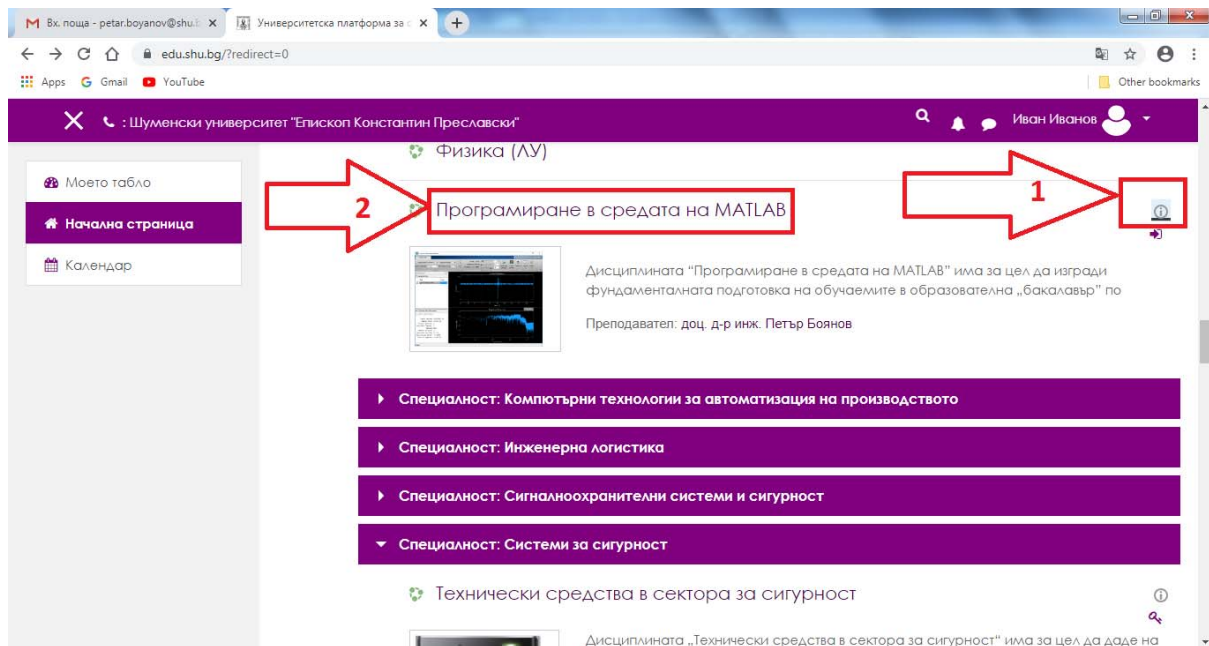 Вх. поща - petar.boyanov@shu.b
Университетска платформа за
edu.shu.bg/?redirect=0
Apps Gmail YouTube
Other bookmarks
: Шуменски университет "Епископ Константин Преславски"
Иван Иванов
Моето табло
Начална страница
Календар
Физика (ЛУ)
1
2
Програмиране в средата на MATLAB
Дисциплината “Програмиране в средата на MATLAB” има за цел да изгради
фундаменталната подготовка на обучаемите в образователна „бакалавър” по
Преподавател: доц. д-р инж. Петър Боянов
Специалност: Компютърни технологии за автоматизация на производството
Специалност: Инженерна логистика
Специалност: Сигналноохранителни системи и сигурност
Специалност: Системи за сигурност
Технически средства в сектора за сигурност
Дисциплината „Технически средства в сектора за сигурност“ има за цел да даде на